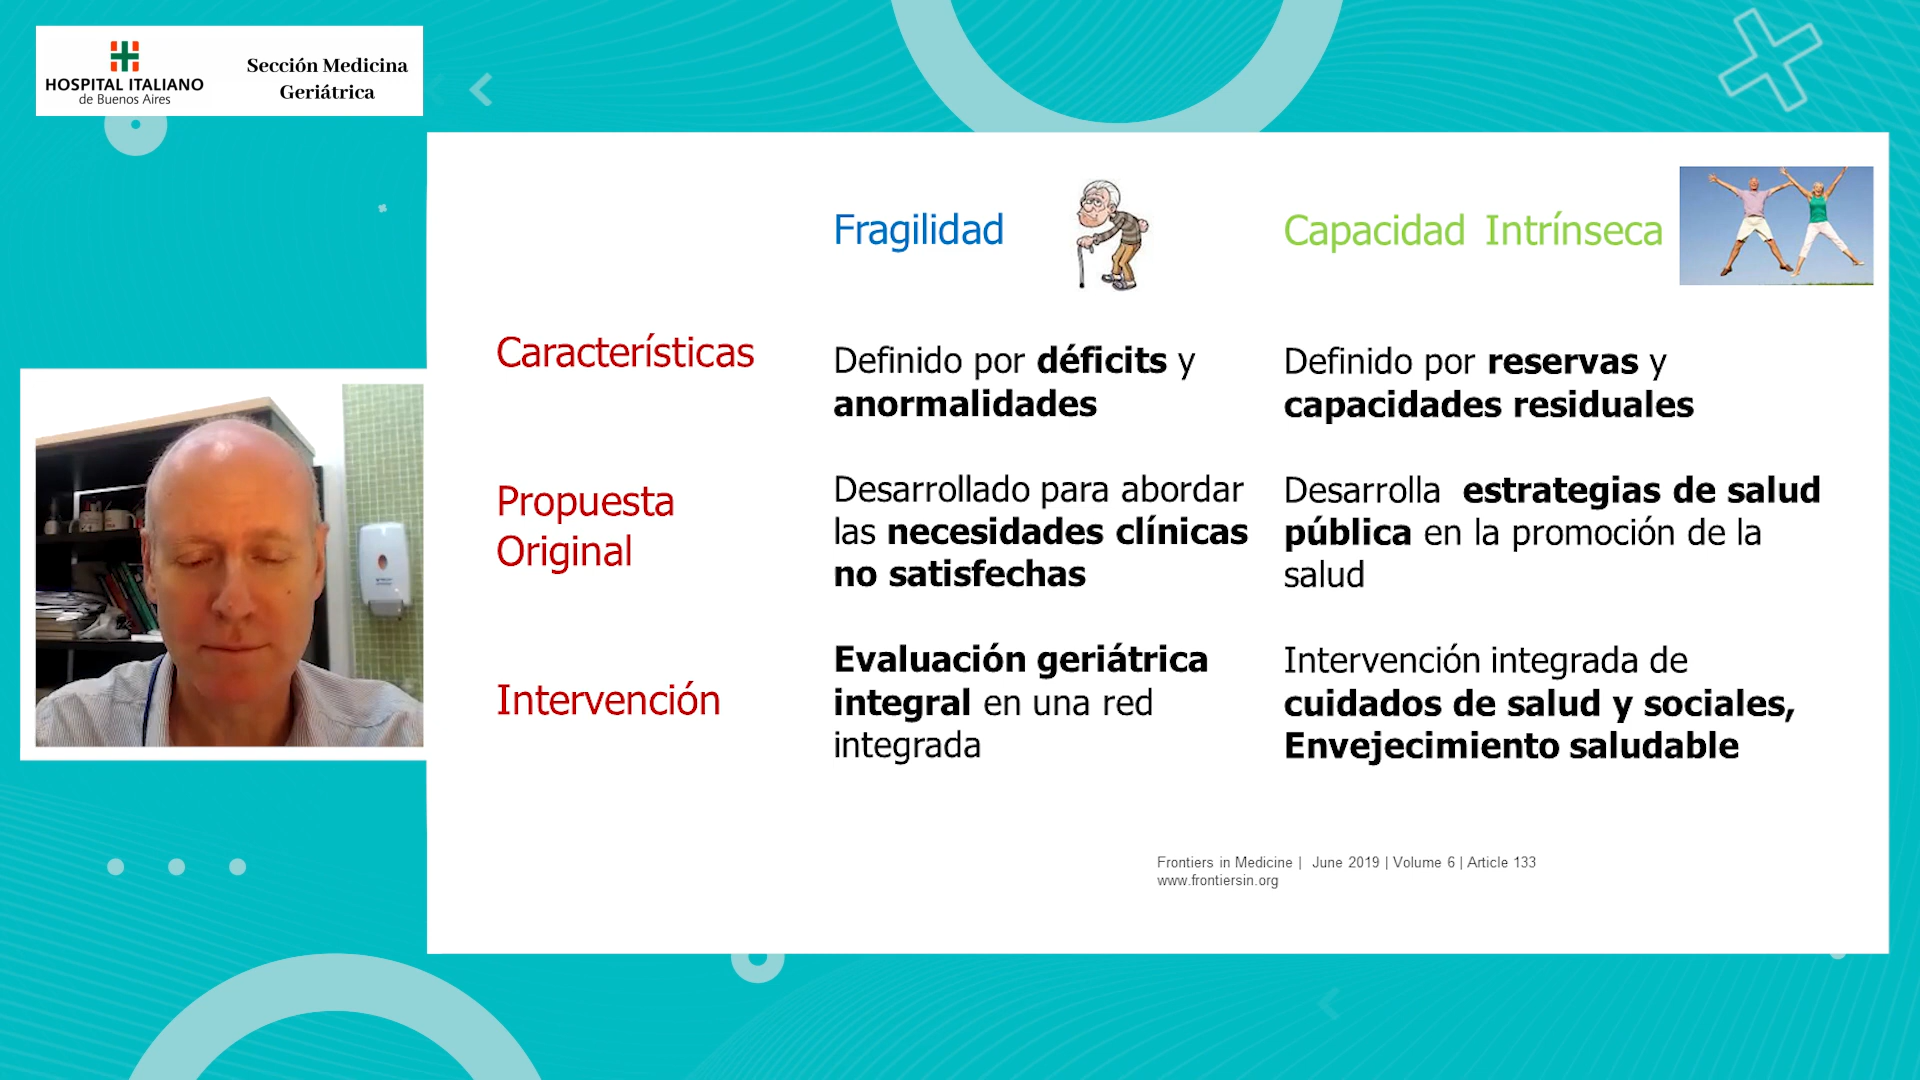 HOSPITAL ITALIANO
de Buenos Aires
Sección Medicina
Geriátrica
Fragilidad
Capacidad Intrínseca
Características
Definido por déficits y
anormalidades
Definido por reservas y
capacidades residuales
Propuesta
Original
Desarrollado para abordar
las necesidades clínicas
no satisfechas
Desarrolla estrategias de salud
pública en la promoción de la
salud
Intervención
Evaluación geriátrica
integral en una red
integrada
Intervención integrada de
cuidados de salud y sociales,
Envejecimiento saludable
Frontiers in Medicine | June 2019 | Volume 6 | Article 133
www.frontiersin.org